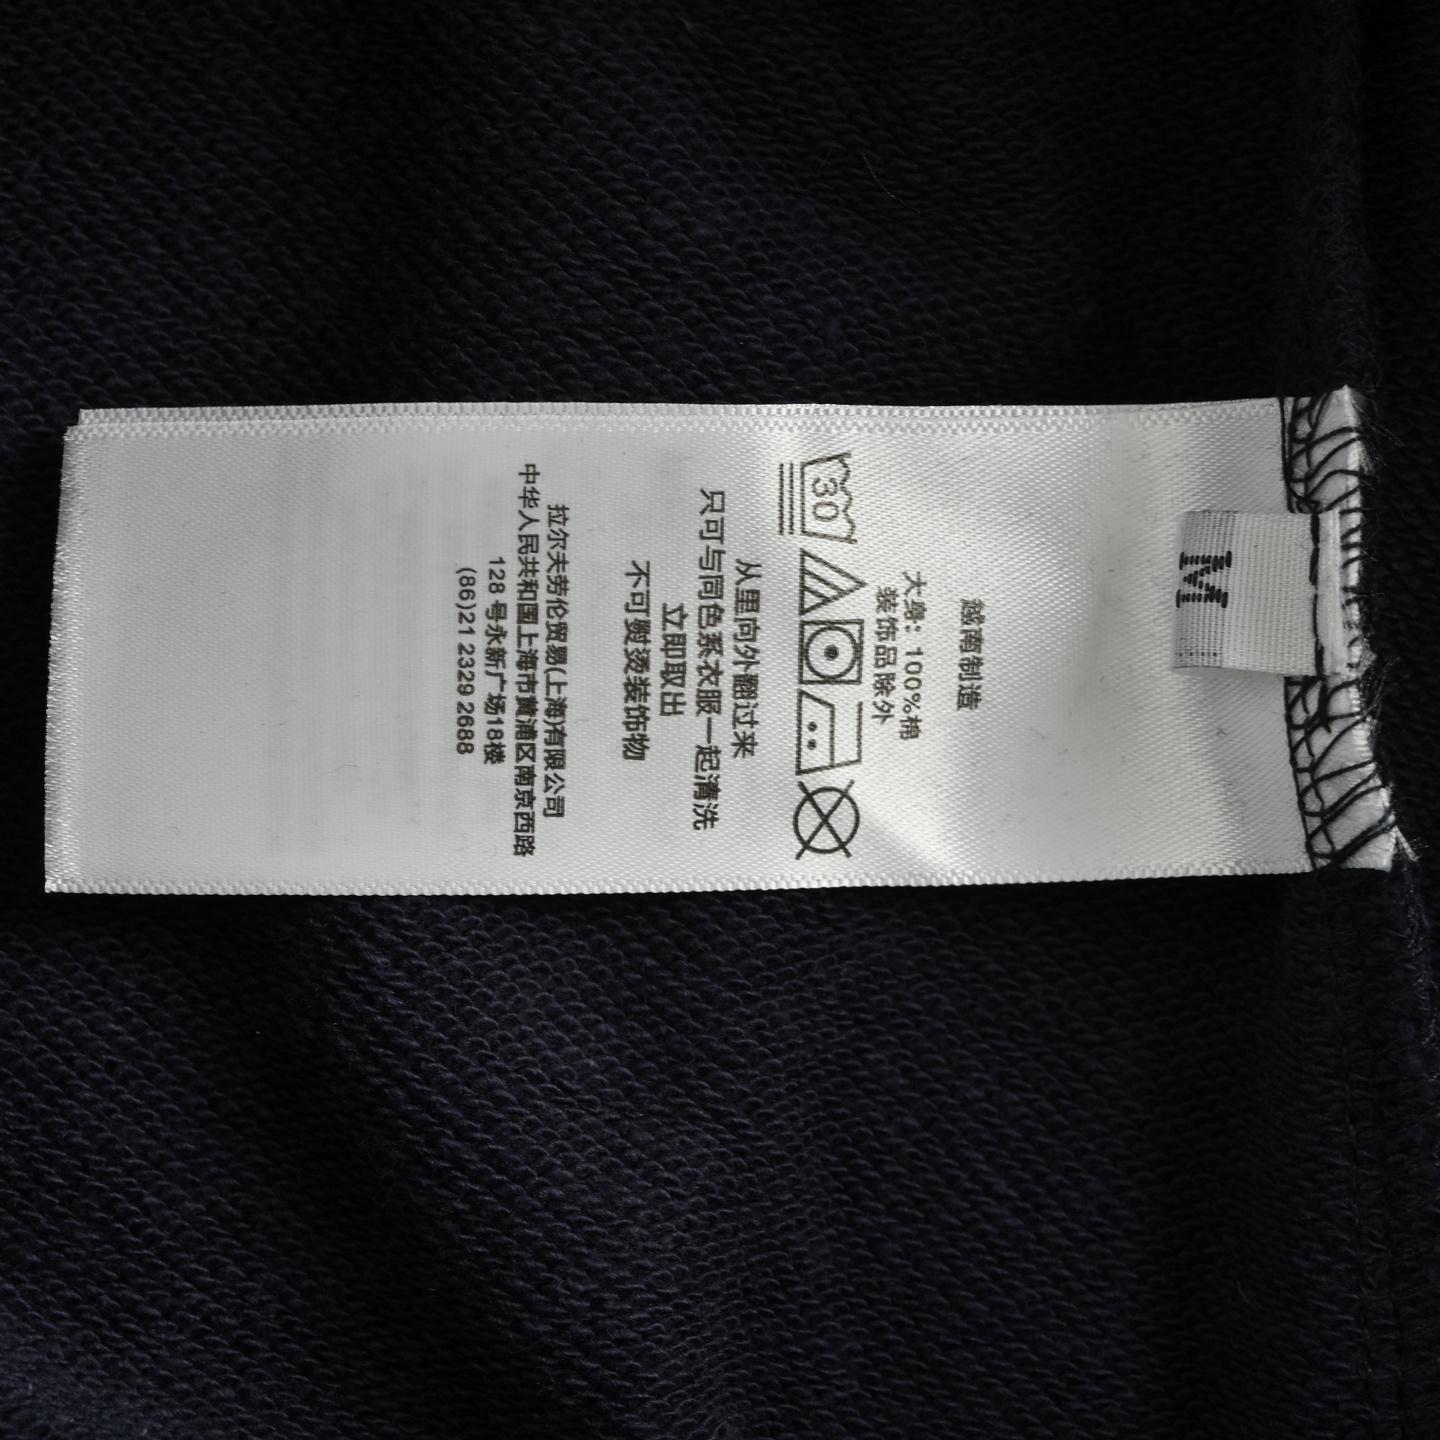 M
越南制造
大身：100%棉
装饰品除外
30
从里向外翻过来
只可与同色系衣服一起清洗
立即取出
不可熨烫装饰物
拉尔夫劳伦贸易(上海)有限公司
中华人民共和国上海市黄浦区南京西路
128 号永新广场18楼
(86)21 2329 2688